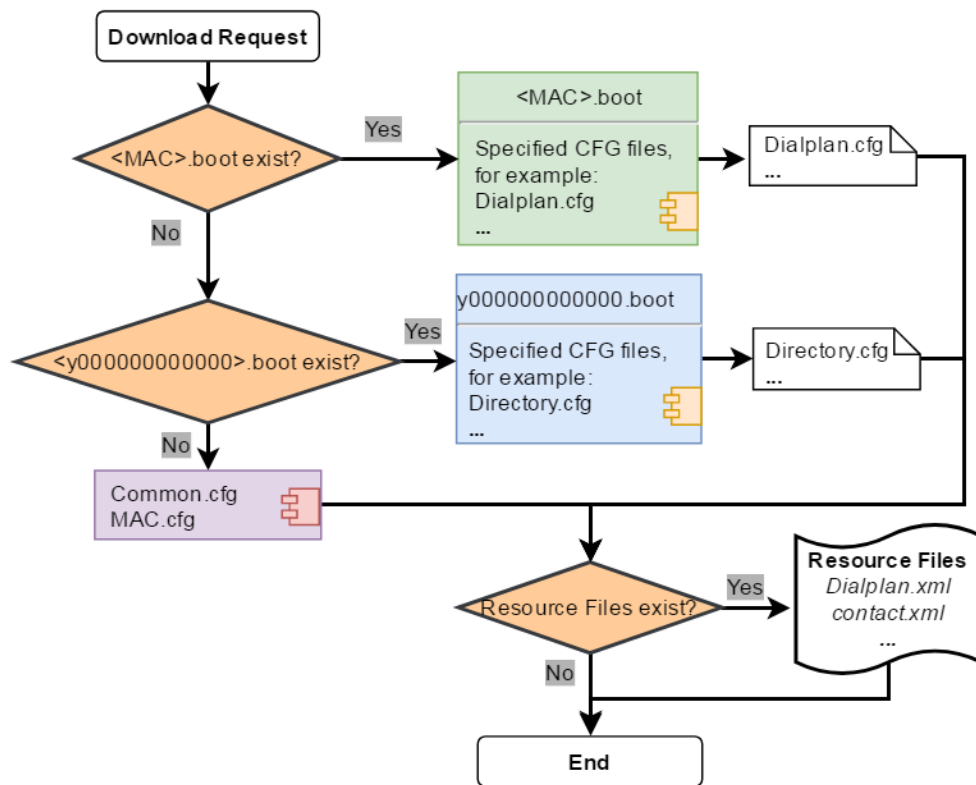 Download Request
<MAC>.boot exist?
Yes
<MAC>.boot
Specified CFG files,
for example:
Dialplan.cfg
...
Dialplan.cfg
...
No
<y000000000000>.boot exist?
Yes
y000000000000.boot
Specified CFG files,
for example:
Directory.cfg
...
Directory.cfg
...
No
Common.cfg
MAC.cfg
Resource Files exist?
Yes
Resource Files
Dialplan.xml
contact.xml
...
No
End